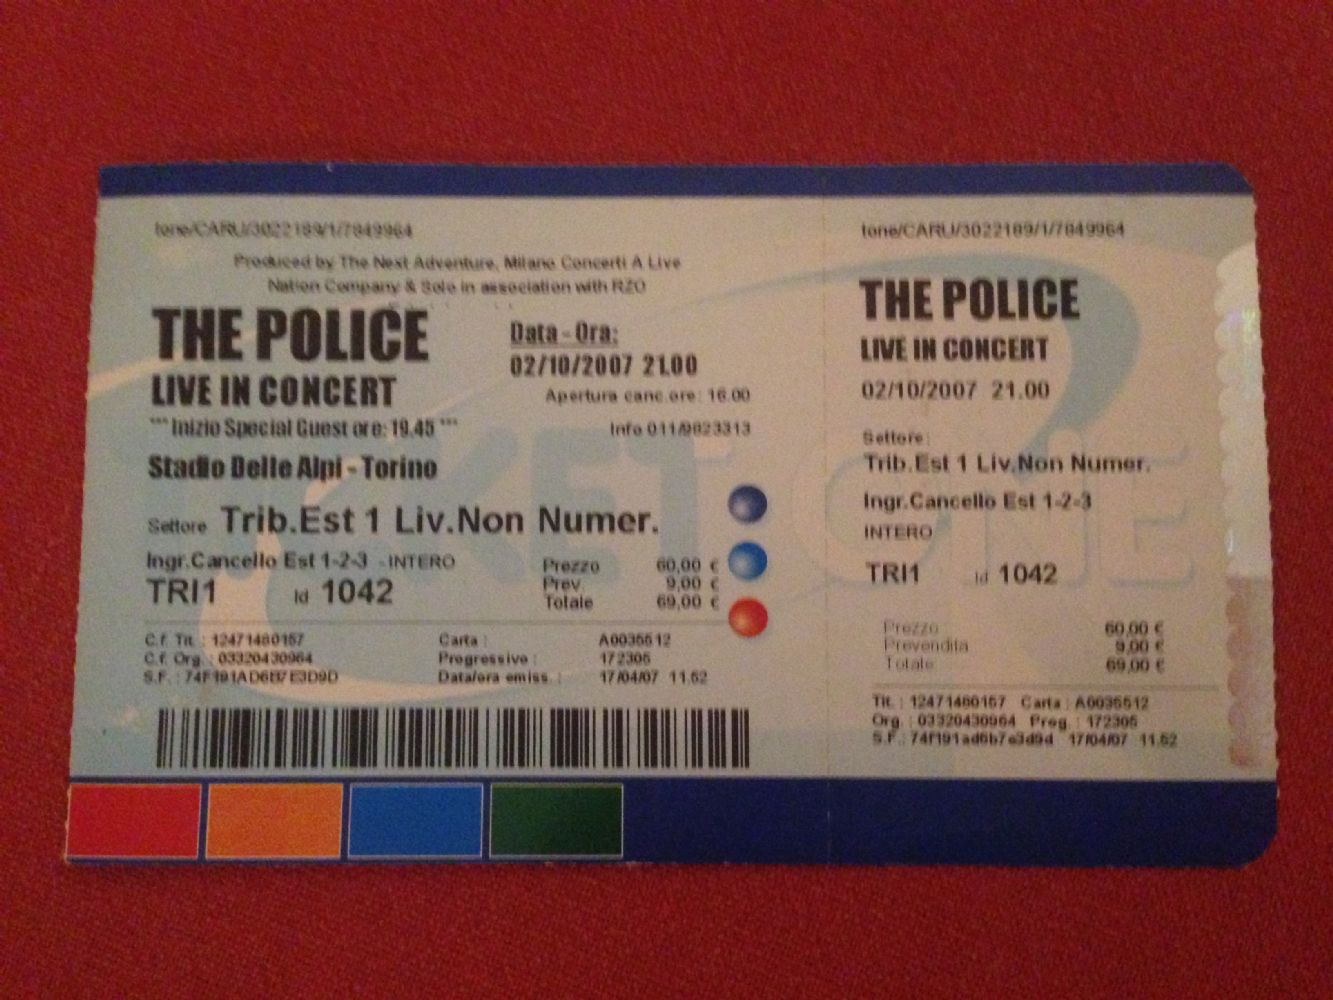 tone/CARU/3022189/1/7849964
Produced by The Next Adventure, Milano Concerti A Live
Nation Company & Solo in association with RZO
THE POLICE
LIVE IN CONCERT
*** Inizio Special Guest ore: 19.45 ***
Data - Ora:
02/10/2007 21.00
Apertura canc.ore: 16.00
Info 011/9823313
Stadio Delle Alpi - Torino
Settore Trib.Est 1 Liv.Non Numer.
Ingr.Cancello Est 1-2-3 - INTERO
TRI1 Id 1042
Prezzo 60,00 €
Prev. 9,00 €
Totale 69,00 €
C.f. Tit. : 12471480157
C.f. Org. : 03320430964
S.F. : 74F191AD6B7E3D9D
Carta : A0035512
Progressivo : 172305
Data/ora emiss. : 17/04/07 11.52
tone/CARU/3022189/1/7849964
THE POLICE
LIVE IN CONCERT
02/10/2007 21.00
Settore:
Trib.Est 1 Liv.Non Numer.
Ingr.Cancello Est 1-2-3
INTERO
TRI1 Id 1042
Prezzo 60,00 €
Prevendita 9,00 €
Totale 69,00 €
Tit. : 12471480157 Carta : A0035512
Org. : 03320430964 Prog. : 172305
S.F.: 74f191ad6b7e3d9d 17/04/07 11.52